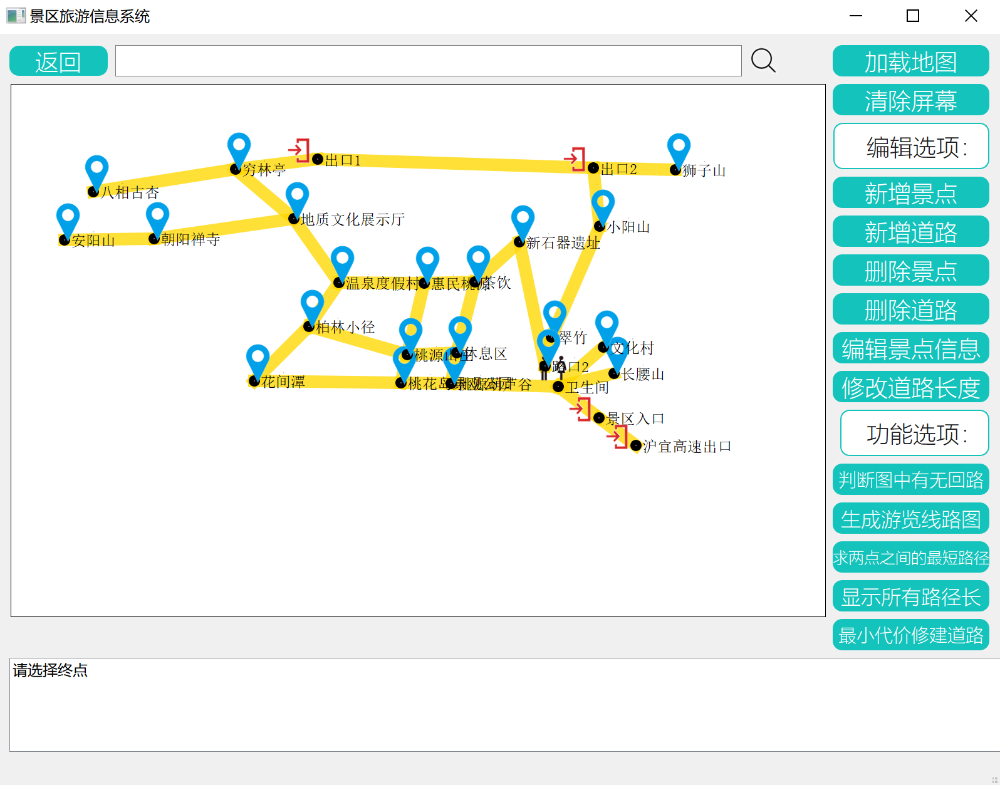 景区旅游信息系统
返回
加载地图
清除屏幕
编辑选项:
新增景点
新增道路
删除景点
删除道路
编辑景点信息
修改道路长度
功能选项:
判断图中有无回路
生成游览线路图
求两点之间的最短路径
显示所有路径长
最小代价修建道路
穷林亭
出口1
出口2
狮子山
八相古杏
地质文化展示厅
小阳山
安阳山
朝阳禅寺
新石器遗址
温泉度假村
惠民桃源
茶饮
柏林小径
翠竹
文化村
桃源山庄
休息区
路口2
长腰山
花间潭
桃花岛
葫芦谷
卫生间
景区入口
沪宜高速出口
请选择终点